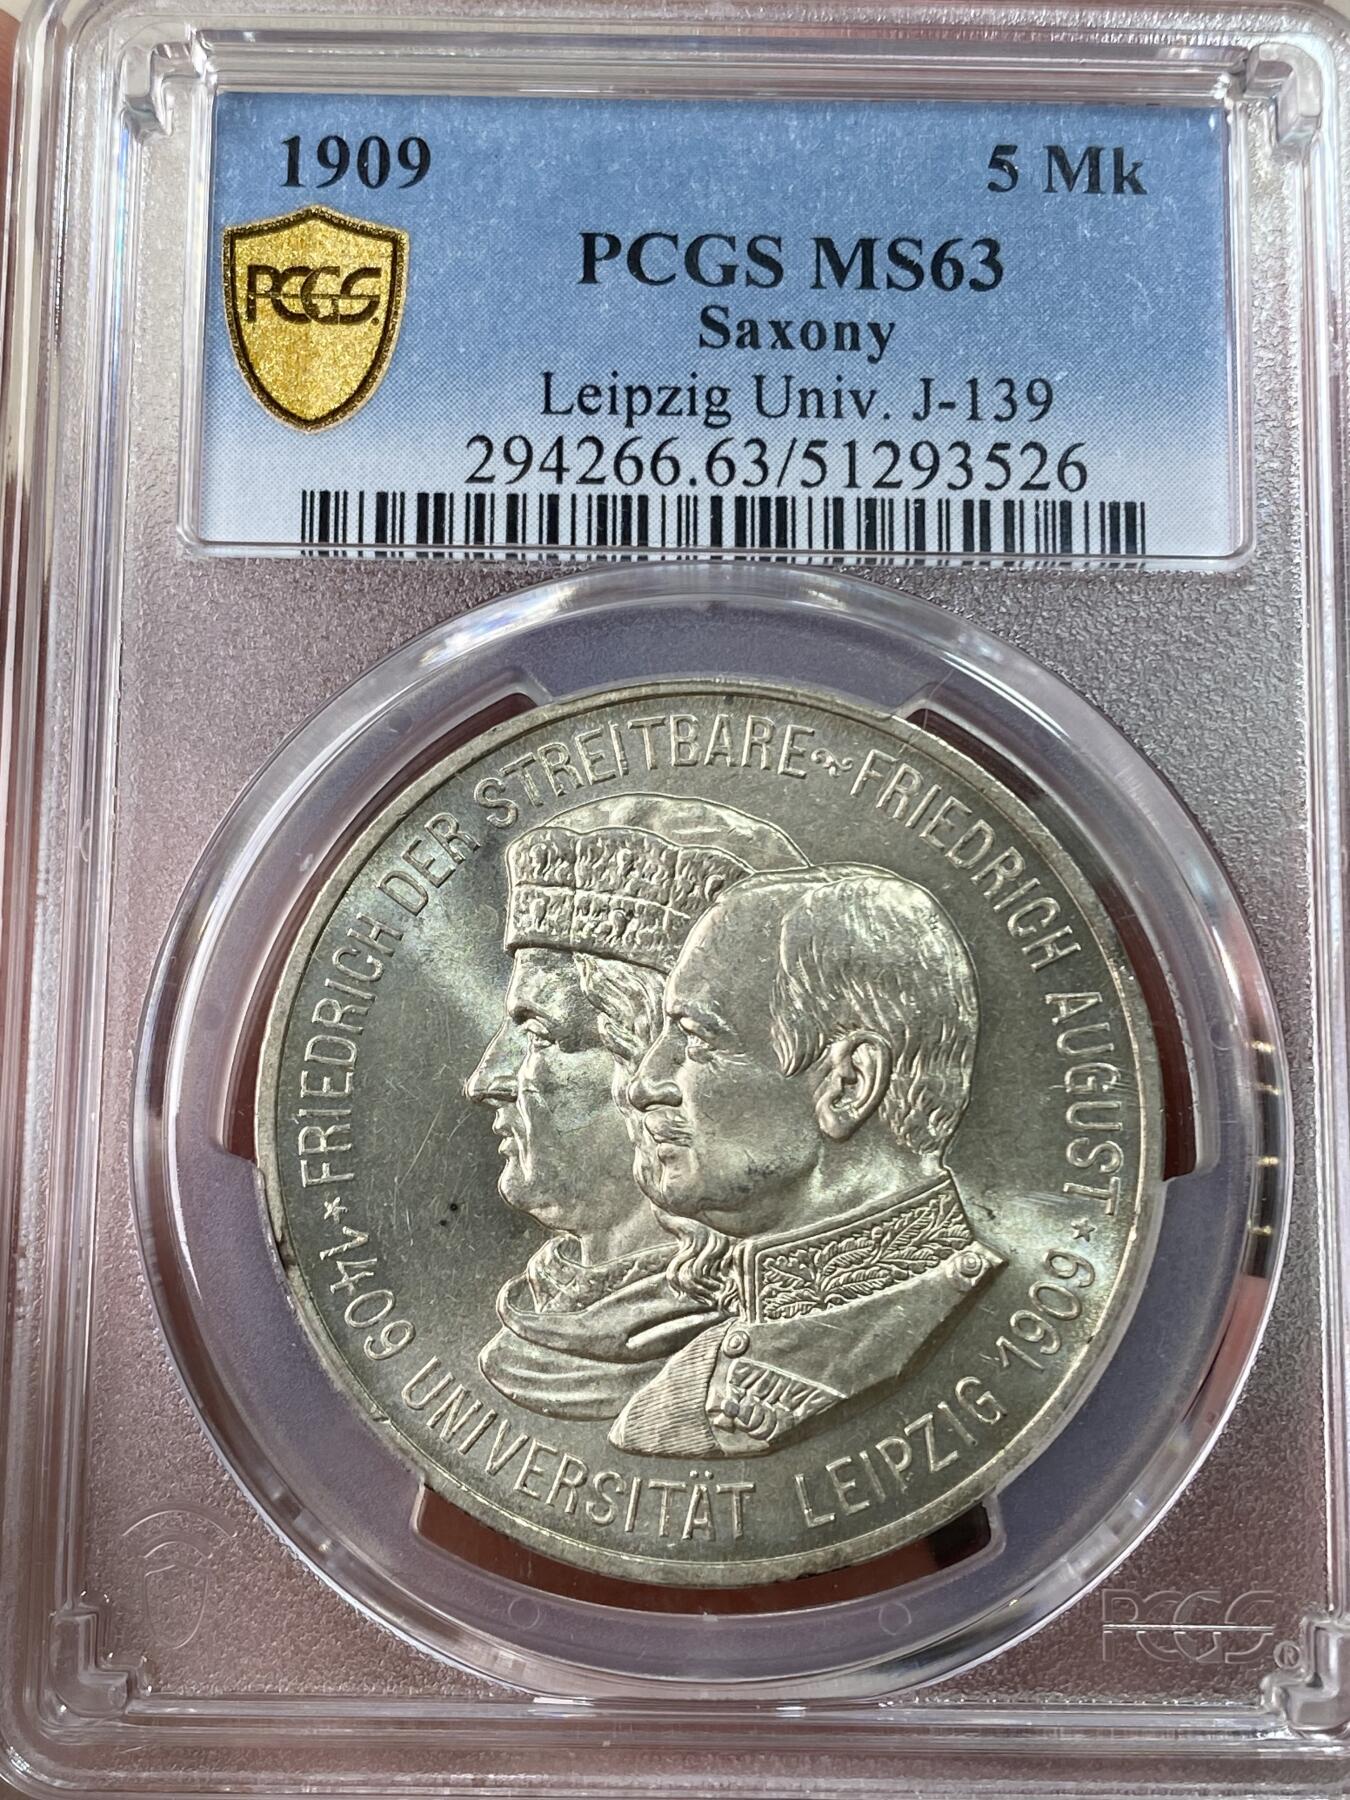 1909 5 Mk
PCGS
PCGS MS63
Saxony
Leipzig Univ. J-139
294266.63/51293526
★ FRIEDRICH DER STREITBARE ~ FRIEDRICH AUGUST ★
1409 UNIVERSITÄT LEIPZIG 1909
PCGS®